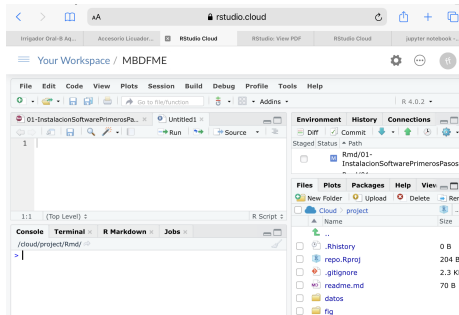 AA
rstudio.cloud
Irrigador Oral-B Aq...
Accesorio Licuador...
RStudio Cloud
RStudio: View PDF
RStudio Cloud
jupyter notebook -...
Your Workspace / MBDFME
File Edit Code View Plots Session Build Debug Profile Tools Help
Go to file/function
Addins
R 4.0.2
01-InstalacionSoftwarePrimerosPa...
Untitled1
Run
Source
1
1:1 (Top Level) R Script
Console Terminal R Markdown Jobs
/cloud/project/Rmd/
>
Environment History Connections
Diff Commit
Staged Status Path
M Rmd/01-
InstalacionSoftwarePrimerosPasos
Files Plots Packages Help View
New Folder Upload Delete Re
Cloud project
Name Size
..
.Rhistory 0 B
repo.Rproj 204 B
.gitignore 2.3 K
readme.md 70 B
datos
fig